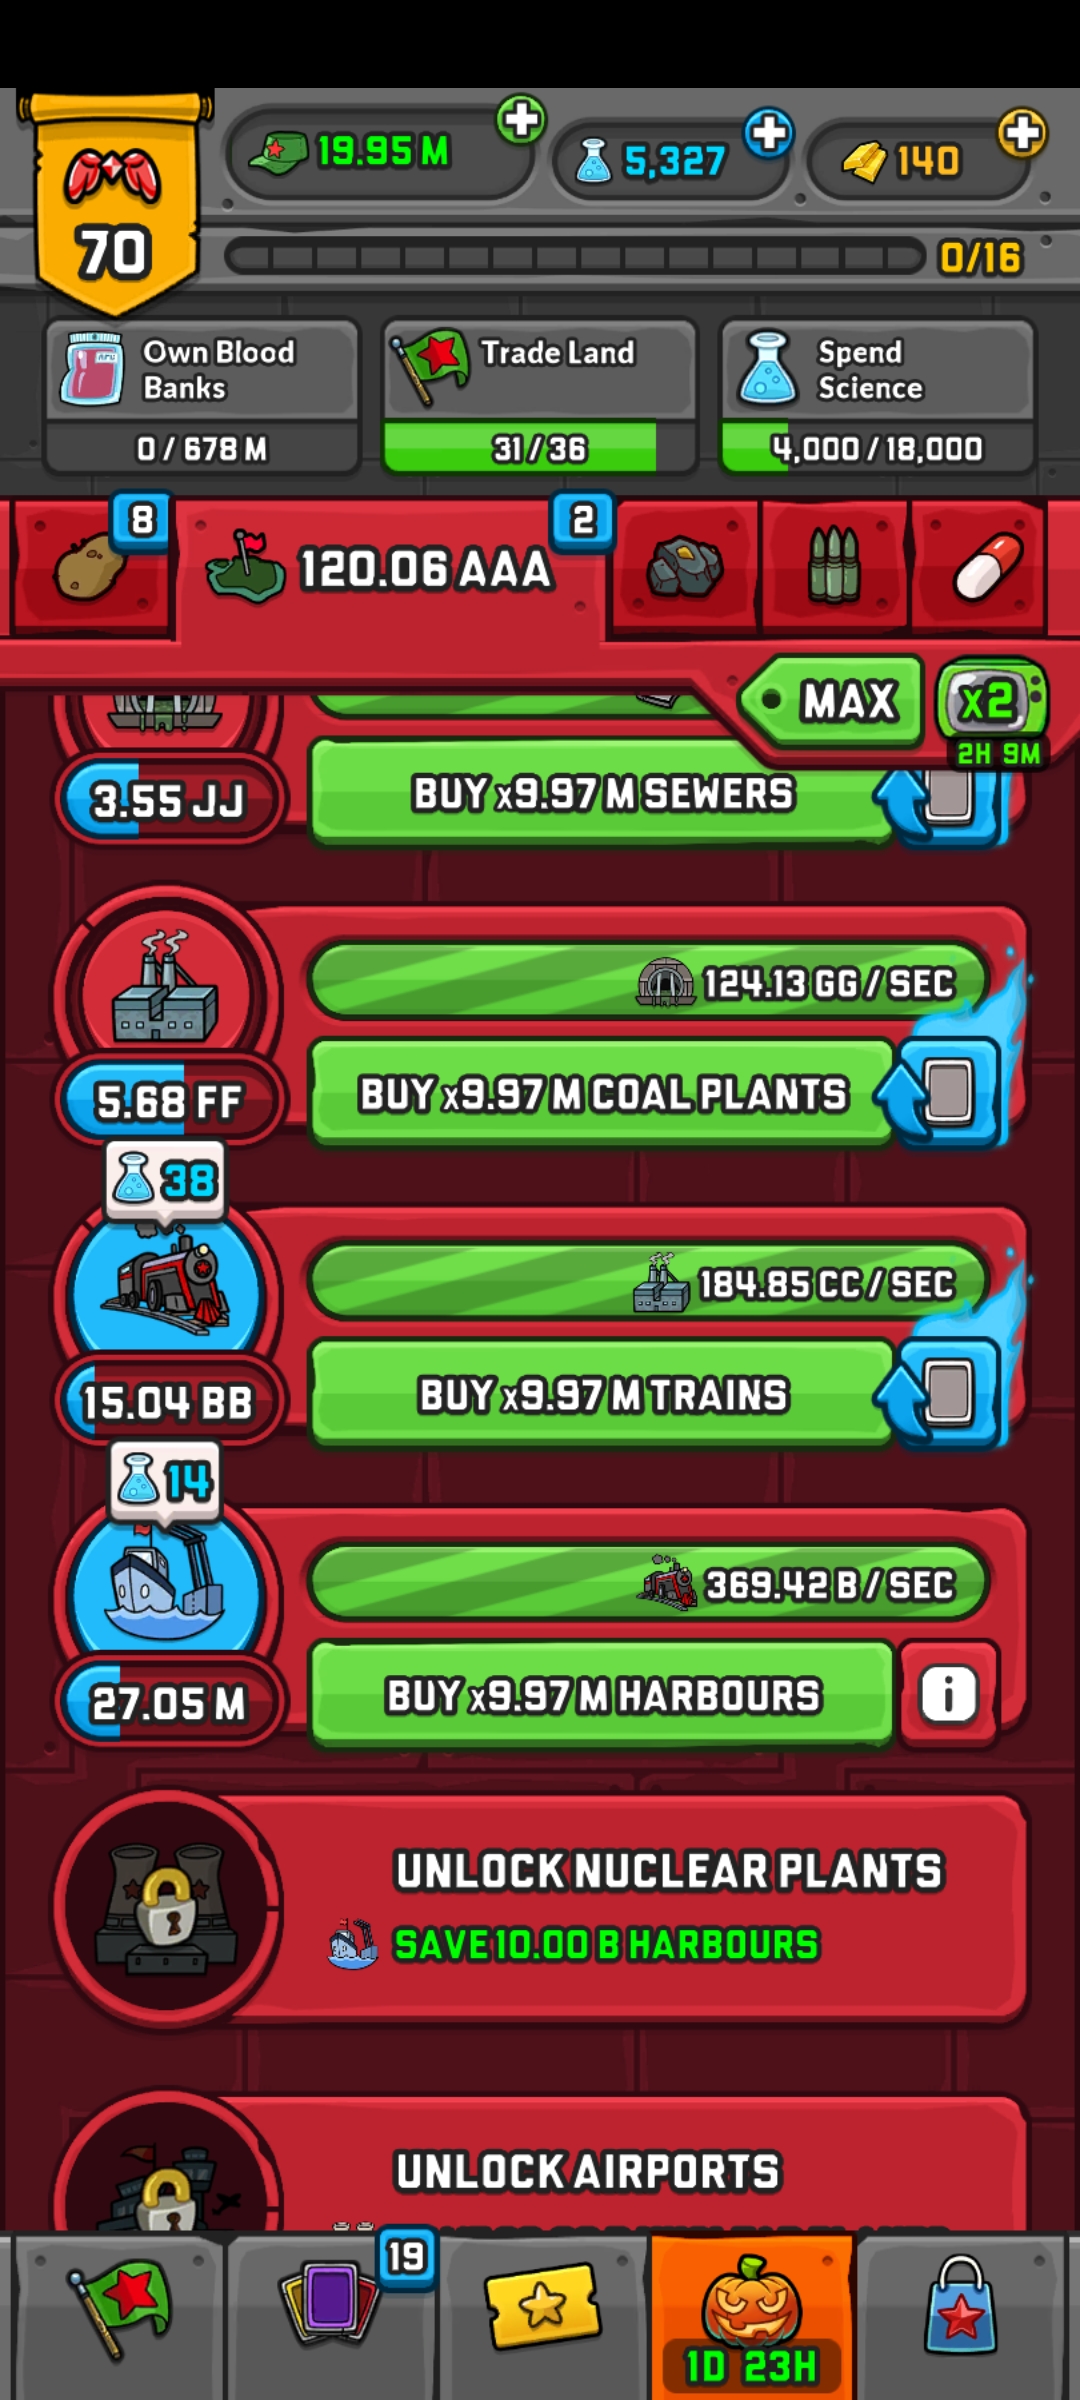 19.95 M
5,327
140
70
0/16
Own Blood Banks
0 / 678 M
Trade Land
31 / 36
Spend Science
4,000 / 18,000
8
120.06 AAA
2
MAX
x2
2H 9M
3.55 JJ
BUY x9.97 M SEWERS
124.13 GG / SEC
5.68 FF
BUY x9.97 M COAL PLANTS
38
184.85 CC / SEC
15.04 BB
BUY x9.97 M TRAINS
14
369.42 B / SEC
27.05 M
BUY x9.97 M HARBOURS
i
UNLOCK NUCLEAR PLANTS
SAVE 10.00 B HARBOURS
UNLOCK AIRPORTS
19
1D 23H